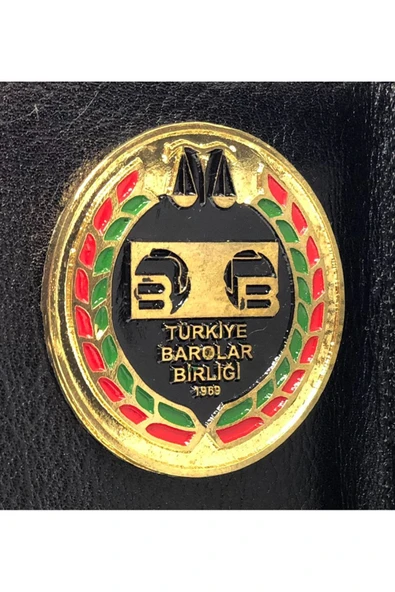 B B
TÜRKİYE
BAROLAR
BİRLİĞİ
1969